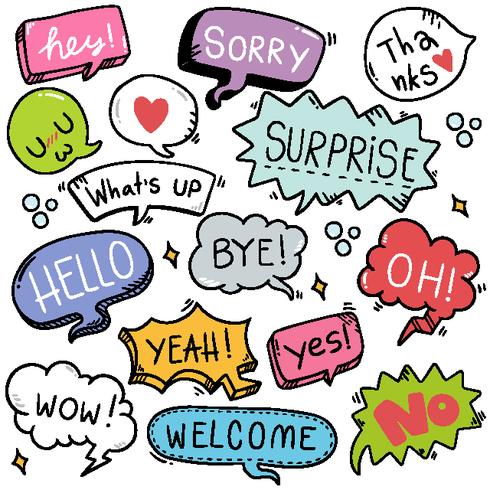 hey!
SORRY
Tha
nks
SURPRISE
What's UP
HELLO
BYE!
OH!
YEAH!
yes!
WOW!
WELCOME
No